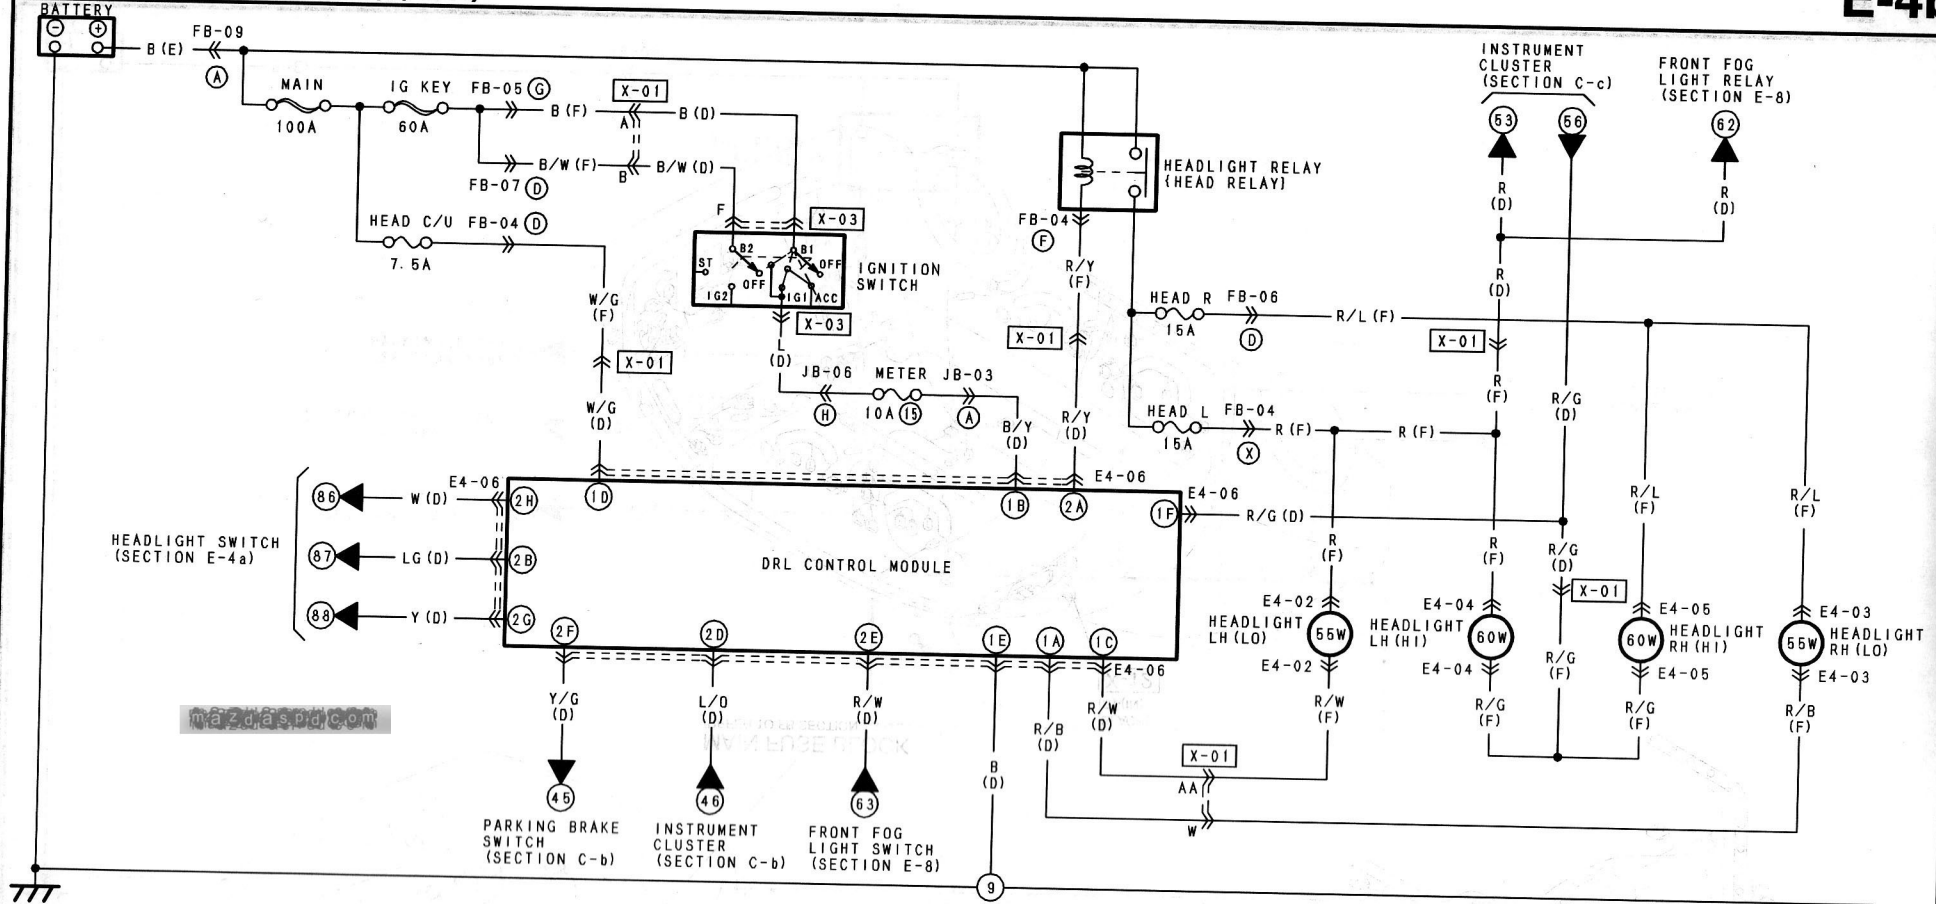 BATTERY
B (E)
FB-09
A
MAIN
100A
IG KEY
60A
FB-05 G
B (F)
X-01
A
B (D)
B/W (F)
B
B/W (D)
FB-07 D
HEAD C/U FB-04 D
7.5A
F
X-03
B2
B1
ST
OFF
OFF
IG2
IG1
ACC
IGNITION
SWITCH
X-03
L
(D)
W/G
(F)
X-01
W/G
(D)
JB-06
H
METER
10A 15
JB-03
A
B/Y
(D)
HEADLIGHT RELAY
{HEAD RELAY}
FB-04
F
R/Y
(F)
X-01
R/Y
(D)
HEAD R FB-06
15A
D
R/L (F)
HEAD L FB-04
15A
X
R (F)
R (F)
INSTRUMENT
CLUSTER
(SECTION C-c)
53
56
FRONT FOG
LIGHT RELAY
(SECTION E-8)
62
R
(D)
R
(D)
R
(D)
X-01
R
(F)
R/G
(D)
HEADLIGHT SWITCH
(SECTION E-4a)
86
W (D)
E4-06
2H
87
LG (D)
2B
88
Y (D)
2G
1D
1B
2A
E4-06
1F
E4-06
R/G (D)
DRL CONTROL MODULE
2F
2D
2E
1E
1A
1C
E4-06
R
(F)
R
(F)
R/G
(D)
X-01
R/L
(F)
R/L
(F)
E4-02
HEADLIGHT
LH (LO)
55W
E4-02
E4-04
HEADLIGHT
LH (HI)
60W
E4-04
E4-05
60W
HEADLIGHT
RH (HI)
E4-05
E4-03
55W
HEADLIGHT
RH (LO)
E4-03
R/W
(F)
R/G
(F)
R/G
(F)
R/G
(F)
R/B
(F)
Y/G
(D)
L/O
(D)
R/W
(D)
B
(D)
R/B
(D)
R/W
(D)
X-01
AA
W
45
PARKING BRAKE
SWITCH
(SECTION C-b)
46
INSTRUMENT
CLUSTER
(SECTION C-b)
63
FRONT FOG
LIGHT SWITCH
(SECTION E-8)
9
mazdaspd.com